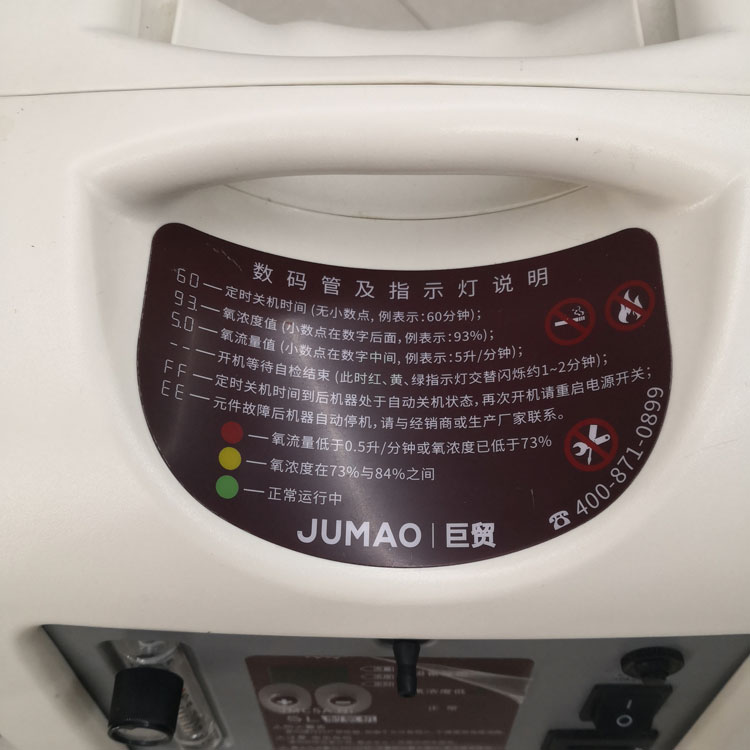 数码管及指示灯说明
60—定时关机时间 (无小数点, 例表示:60分钟);
93.—氧浓度值 (小数点在数字后面, 例表示:93%);
5.0—氧流量值 (小数点在数字中间, 例表示:5升/分钟);
--—开机等待自检结束 (此时红、黄、绿指示灯交替闪烁约1~2分钟);
FF—定时关机时间到后机器处于自动关机状态, 再次开机请重启电源开关;
EE—元件故障后机器自动停机, 请与经销商或生产厂家联系。
—氧流量低于0.5升/分钟或氧浓度已低于73%
—氧浓度在73%与84%之间
—正常运行中
☎400-871-0899
JUMAO|巨贸
正常
5L